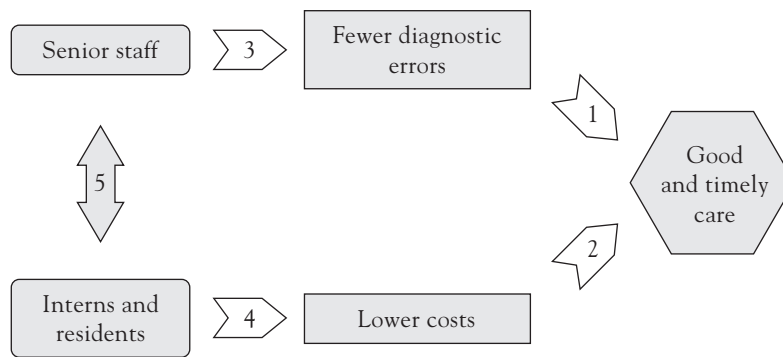 Senior staff
3
Fewer diagnostic
errors
1
Good
and timely
care
5
2
Interns and
residents
4
Lower costs